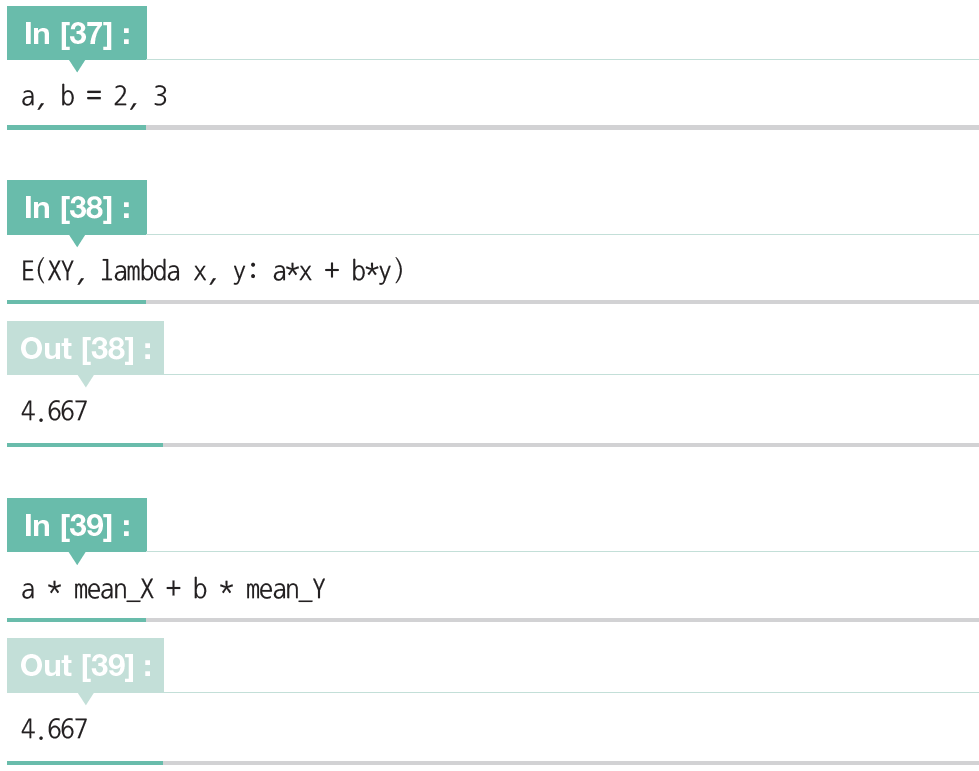 In [37] :
a, b = 2, 3
In [38] :
E(XY, lambda x, y: a*x + b*y)
Out [38] :
4.667
In [39] :
a * mean_X + b * mean_Y
Out [39] :
4.667